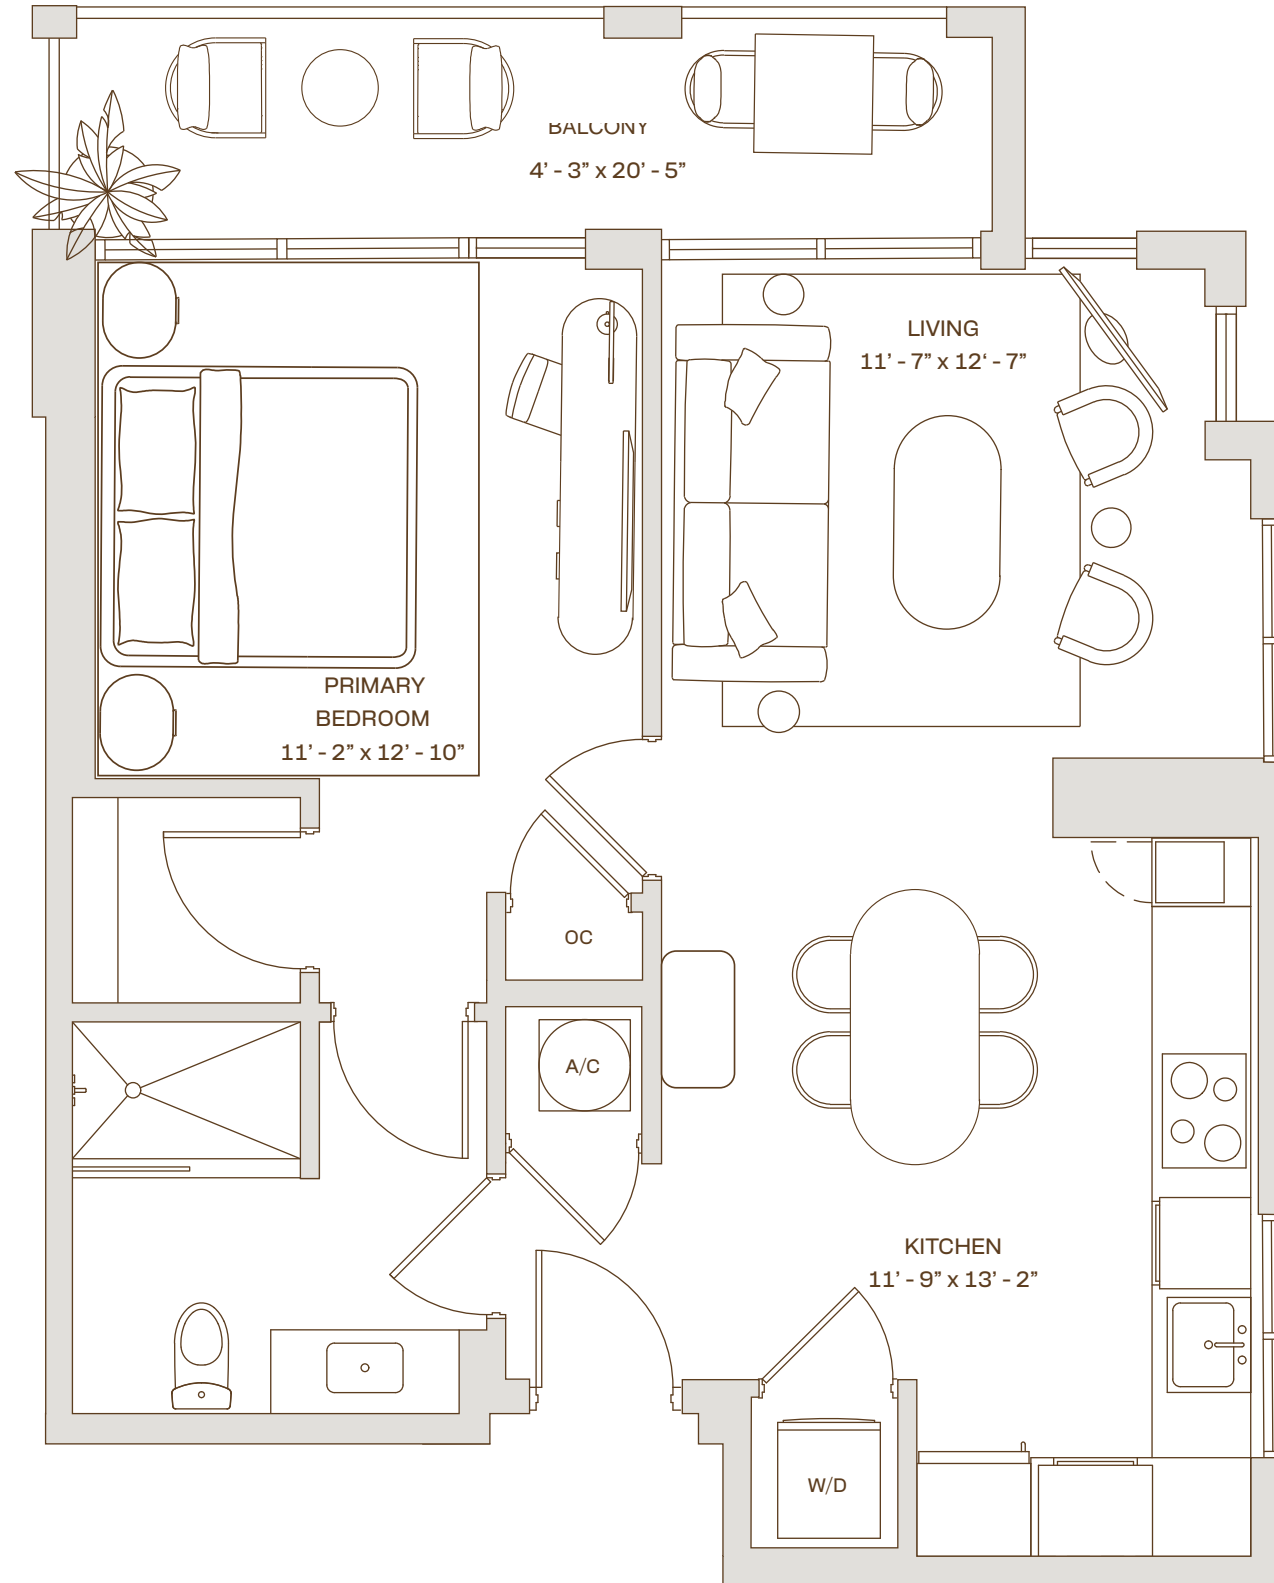 BALCONY
4’ - 3” x 20’ - 5”
LIVING
11’ - 7” x 12‘ - 7”
PRIMARY
BEDROOM
11’ - 2” x 12’ - 10”
OC
A/C
KITCHEN
11’ - 9” x 13’ - 2”
W/D